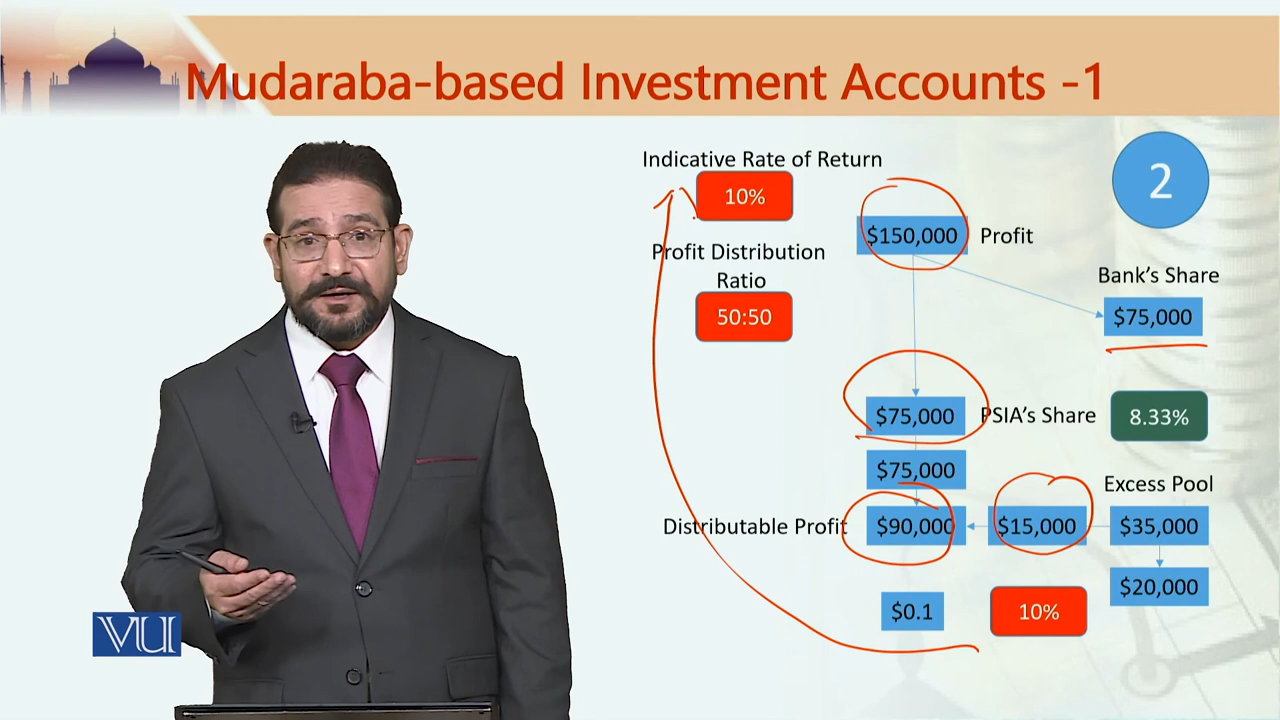 Mudaraba-based Investment Accounts -1
Indicative Rate of Return
10%
2
$150,000 Profit
Profit Distribution
Ratio
50:50
Bank's Share
$75,000
$75,000 PSIA's Share 8.33%
$75,000
Excess Pool
Distributable Profit $90,000 $15,000 $35,000
$20,000
$0.1 10%
VU